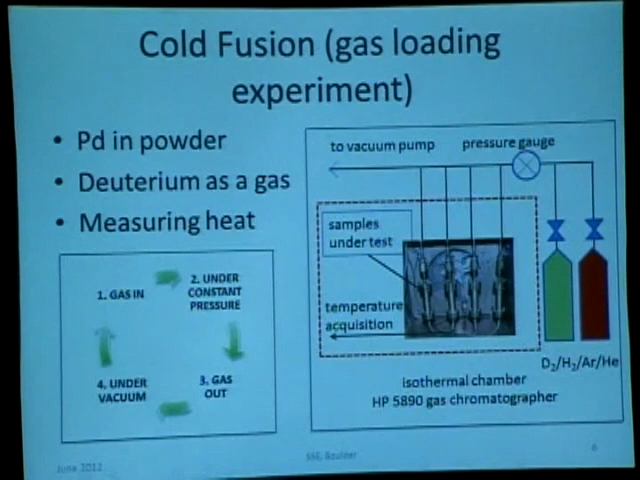 Cold Fusion (gas loading
experiment)
• Pd in powder
• Deuterium as a gas
• Measuring heat
1. GAS IN
2. UNDER
CONSTANT
PRESSURE
3. GAS
OUT
4. UNDER
VACUUM
to vacuum pump
pressure gauge
samples
under test
temperature
acquisition
D2/H2/Ar/He
isothermal chamber
HP 5890 gas chromatographer
June 2012
SSE, Boulder
6